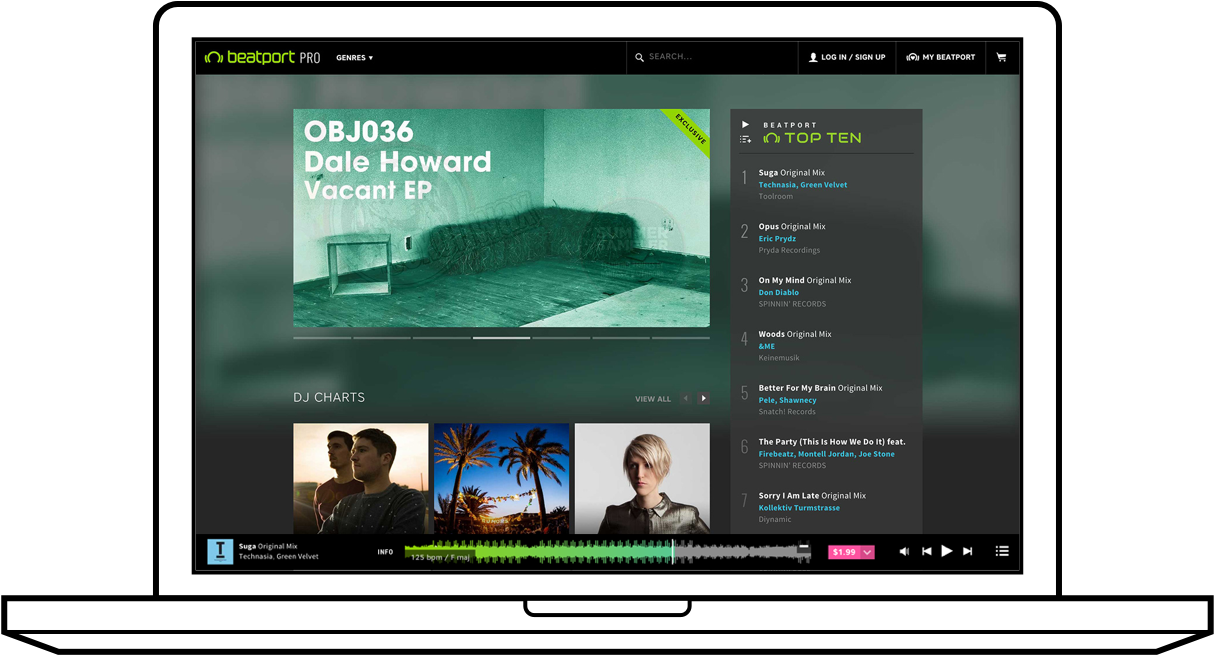 beatport PRO
GENRES
SEARCH...
LOG IN / SIGN UP
MY BEATPORT
OBJ036
Dale Howard
Vacant EP
EXCLUSIVE
DJ CHARTS
VIEW ALL
BEATPORT
TOP TEN
1
Suga Original Mix
Technasia, Green Velvet
Toolroom
2
Opus Original Mix
Eric Prydz
Pryda Recordings
3
On My Mind Original Mix
Don Diablo
SPINNIN' RECORDS
4
Woods Original Mix
&ME
Keinemusik
5
Better For My Brain Original Mix
Pele, Shawnecy
Snatch! Records
6
The Party (This Is How We Do It) feat.
Firebeatz, Montell Jordan, Joe Stone
SPINNIN' RECORDS
7
Sorry I Am Late Original Mix
Kollektiv Turmstrasse
Diynamic
Suga Original Mix
Technasia, Green Velvet
INFO
125 bpm / F maj
$1.99